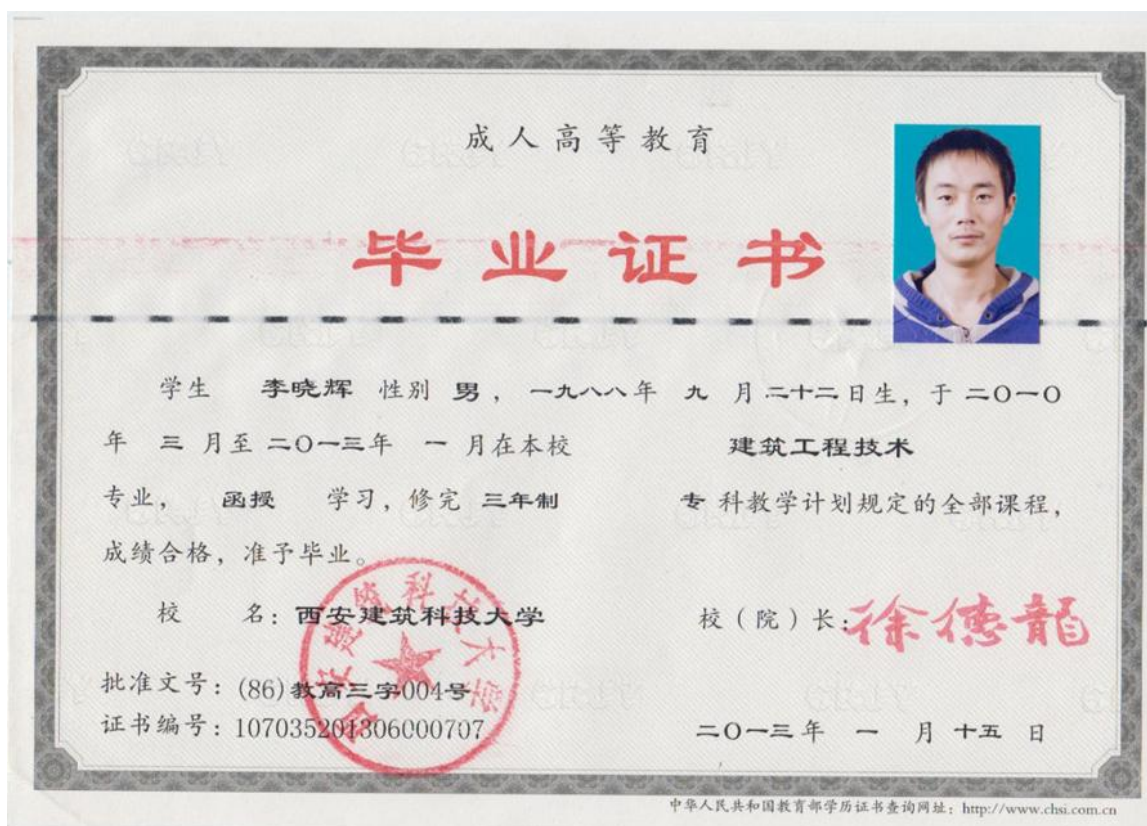 成人高等教育
毕业证书
学生 李晓辉 性别 男，一九八八年 九 月二十二日生，于二〇一〇
年 三 月至二〇一三年 一 月在本校 建筑工程技术
专业， 函授 学习，修完 三年制 专科教学计划规定的全部课程，
成绩合格，准予毕业。
校 名：西安建筑科技大学 校（院）长：徐德龍
西安建筑科技大学
批准文号：(86)教高三字004号
证书编号：107035201306000707 二〇一三年 一 月 十五 日
中华人民共和国教育部学历证书查询网址：http://www.chsi.com.cn